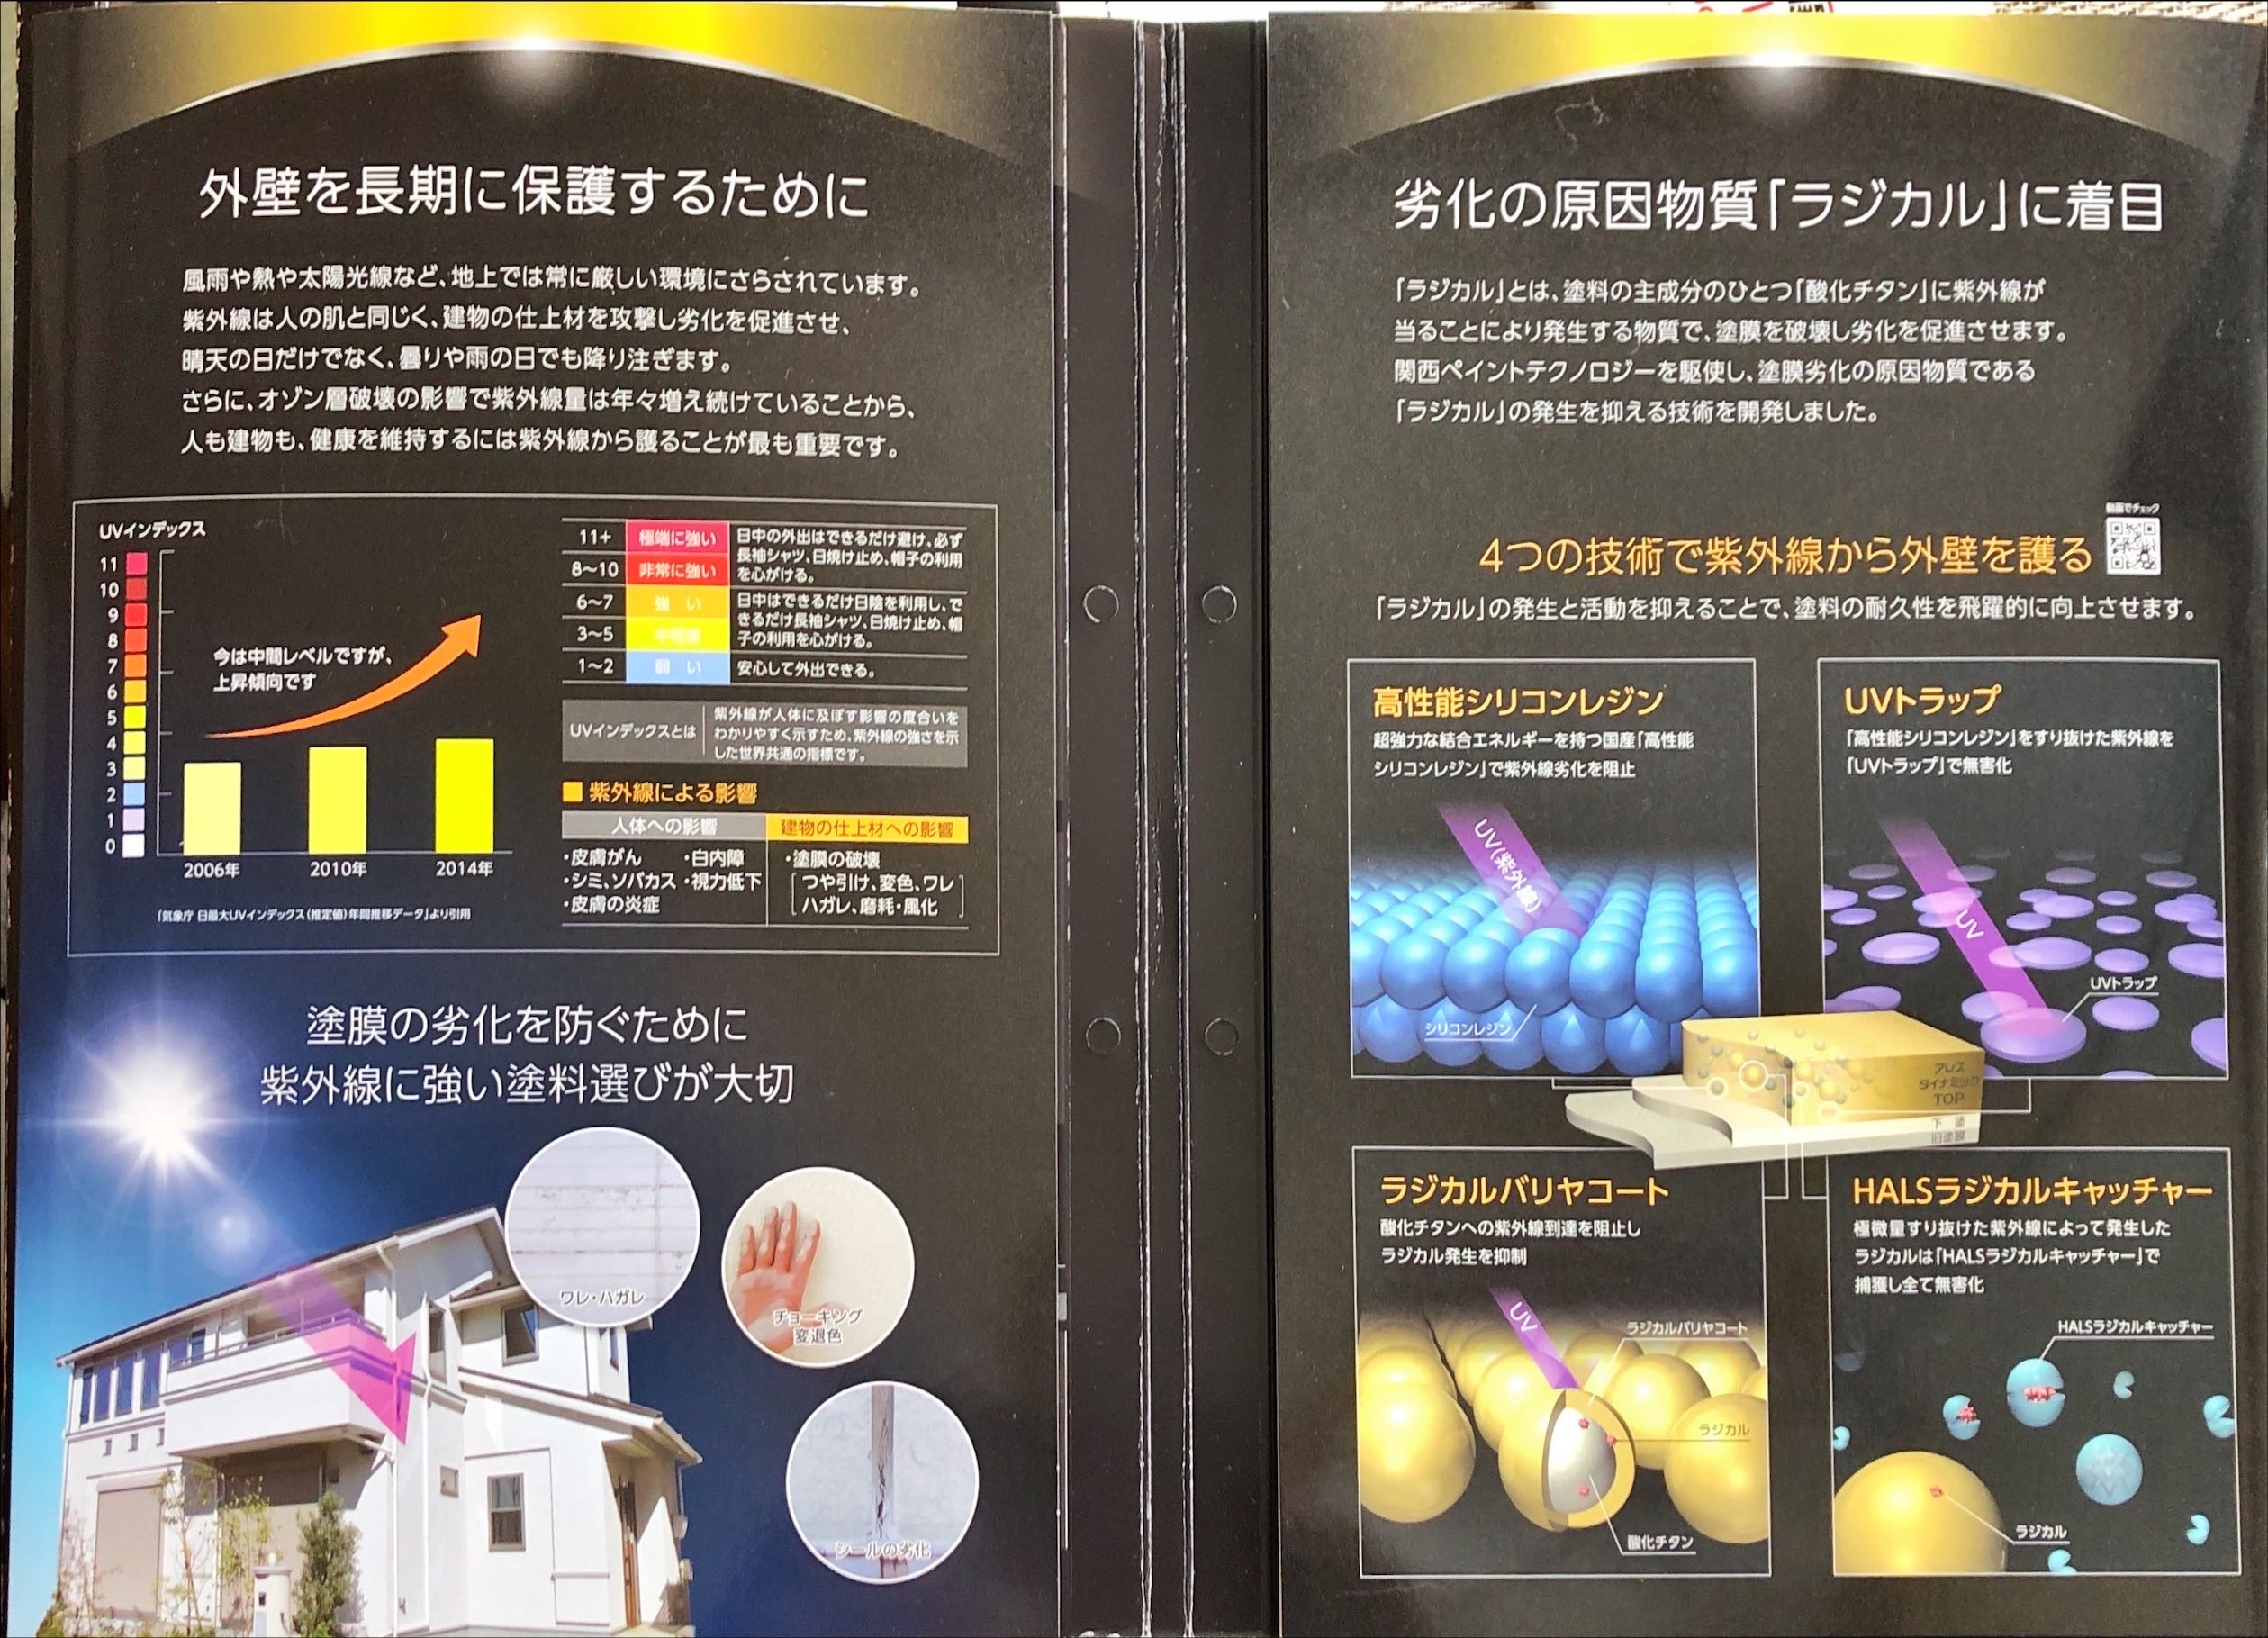 外壁を長期に保護するために
風雨や熱や太陽光線など、地上では常に厳しい環境にさらされています。
紫外線は人の肌と同じく、建物の仕上材を攻撃し劣化を促進させ、
晴天の日だけでなく、曇りや雨の日でも降り注ぎます。
さらに、オゾン層破壊の影響で紫外線量は年々増え続けていることから、
人も建物も、健康を維持するには紫外線から護ることが最も重要です。
UVインデックス
11
10
9
8
7
6
5
4
3
2
1
0
今は中間レベルですが、
上昇傾向です
2006年 2010年 2014年
「気象庁 日最大UVインデックス(推定値)年間推移データ」より引用
11+ 極端に強い
8～10 非常に強い
日中の外出はできるだけ避け、必ず
長袖シャツ、日焼け止め、帽子の利用
を心がける。
6～7 強 い
3～5 中程度
日中はできるだけ日陰を利用し、で
きるだけ長袖シャツ、日焼け止め、帽
子の利用を心がける。
1～2 弱 い 安心して外出できる。
UVインデックスとは
紫外線が人体に及ぼす影響の度合いを
わかりやすく示すため、紫外線の強さを示
した世界共通の指標です。
■ 紫外線による影響
人体への影響 建物の仕上材への影響
・皮膚がん ・白内障
・シミ、ソバカス ・視力低下
・皮膚の炎症
・塗膜の破壊
[つや引け、変色、ワレ
ハガレ、磨耗・風化]
塗膜の劣化を防ぐために
紫外線に強い塗料選びが大切
ワレ・ハガレ
チョーキング
変退色
シールの劣化
劣化の原因物質「ラジカル」に着目
「ラジカル」とは、塗料の主成分のひとつ「酸化チタン」に紫外線が
当ることにより発生する物質で、塗膜を破壊し劣化を促進させます。
関西ペイントテクノロジーを駆使し、塗膜劣化の原因物質である
「ラジカル」の発生を抑える技術を開発しました。
動画でチェック
4つの技術で紫外線から外壁を護る
「ラジカル」の発生と活動を抑えることで、塗料の耐久性を飛躍的に向上させます。
高性能シリコンレジン
超強力な結合エネルギーを持つ国産「高性能
シリコンレジン」で紫外線劣化を阻止
UV(紫外線)
シリコンレジン
UVトラップ
「高性能シリコンレジン」をすり抜けた紫外線を
「UVトラップ」で無害化
UV
UVトラップ
アレス
ダイナミック
TOP
下 塗
旧塗膜
ラジカルバリヤコート
酸化チタンへの紫外線到達を阻止し
ラジカル発生を抑制
UV
ラジカルバリヤコート
ラジカル
酸化チタン
HALSラジカルキャッチャー
極微量すり抜けた紫外線によって発生した
ラジカルは「HALSラジカルキャッチャー」で
捕獲し全て無害化
HALSラジカルキャッチャー
ラジカル